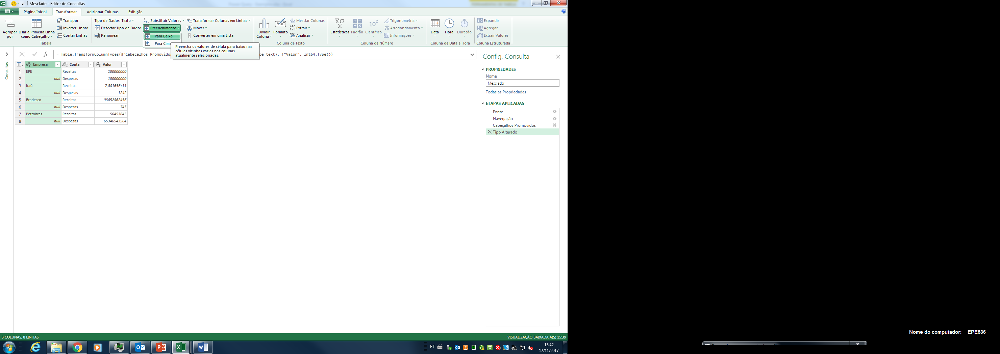 Mesclado - Editor de Consultas
Página Inicial Transformar Adicionar Colunas Exibição
Agrupar por
Usar a Primeira Linha como Cabeçalho
Transpor
Inverter Linhas
Contar Linhas
Tabela
Tipo de Dados: Texto
Detectar Tipo de Dados
Renomear
Substituir Valores
Preenchimento
Para Baixo
Para Cima
Transformar Colunas em Linhas
Mover
Converter em uma Lista
Dividir Coluna
Formato
Mesclar Colunas
Extrair
Analisar
Coluna de Texto
Estatísticas
Padrão
Científico
Trigonometria
Arredondamento
Informações
Coluna de Número
Data
Hora
Duração
Coluna de Data e Hora
Expandir
Agregar
Extrair Valores
Coluna Estruturada
Preencha os valores de célula para baixo nas
células vizinhas vazias nas colunas
atualmente selecionadas.
fx = Table.TransformColumnTypes(#"Cabeçalhos Promovido pe text}, {"Valor", Int64.Type}})
Consultas
Empresa Conta Valor
1 EPE Receitas 100000000
2 null Despesas 100000000
3 Itaú Receitas 7,83165E+11
4 null Despesas 1242
5 Bradesco Receitas 93452362456
6 null Despesas 745
7 Petrobras Receitas 56453645
8 null Despesas 65346543564
Config. Consulta
PROPRIEDADES
Nome
Mesclado
Todas as Propriedades
ETAPAS APLICADAS
Fonte
Navegação
Cabeçalhos Promovidos
Tipo Alterado
3 COLUNAS, 8 LINHAS
VISUALIZAÇÃO BAIXADA À(S) 15:39
PT
15:42
17/11/2017
Nome do computador: EPE536